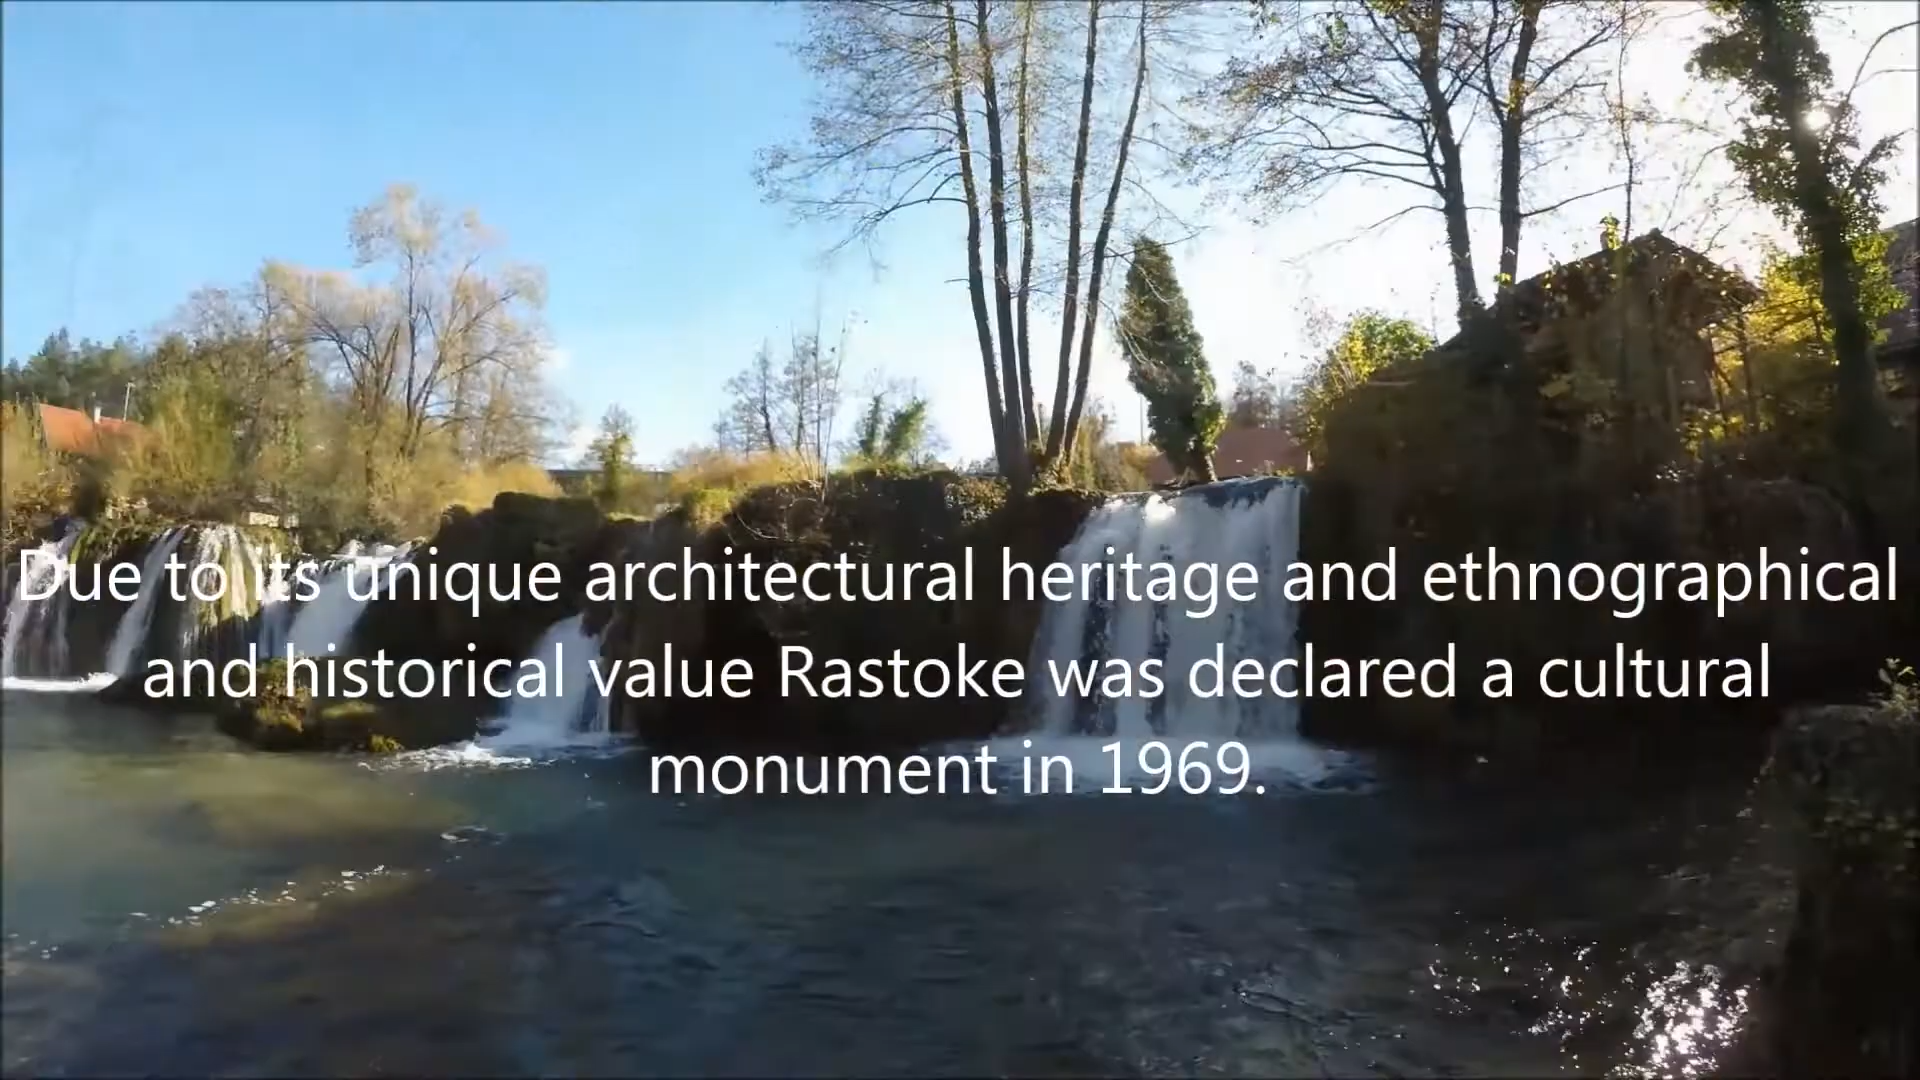 Due to its unique architectural heritage and ethnographical
and historical value Rastoke was declared a cultural
monument in 1969.